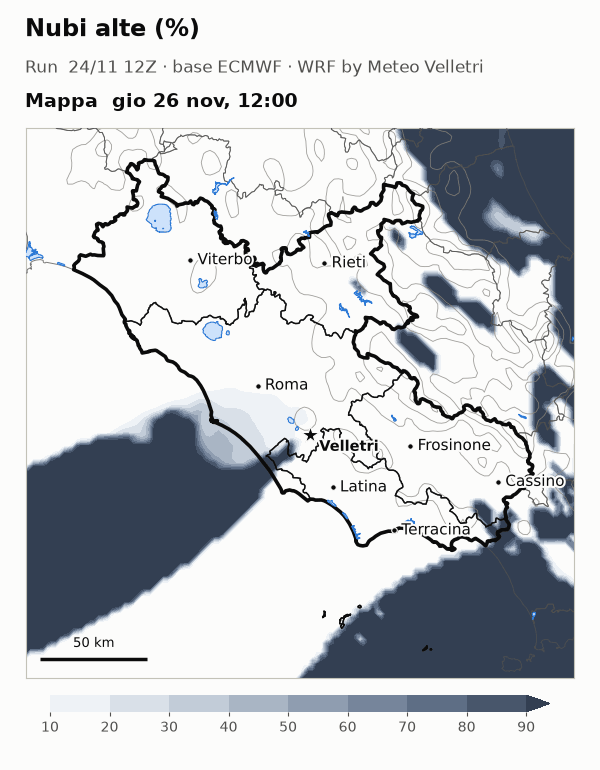 Nubi alte (%)
Run  24/11 12Z · base ECMWF · WRF by Meteo Velletri
Mappa  gio 26 nov, 12:00
Viterbo
Rieti
Roma
Velletri
Frosinone
Cassino
Latina
Terracina
50 km
10 20 30 40 50 60 70 80 90